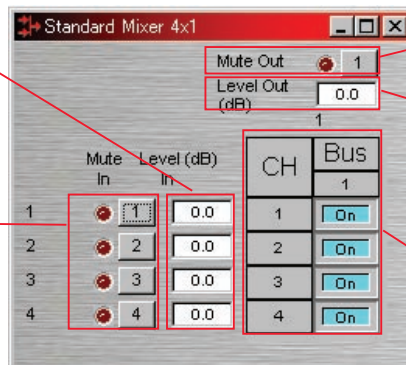 Standard Mixer 4x1
Mute Out 1
Level Out (dB) 0.0
1
Mute In Level (dB) In CH Bus
1
1 1 0.0 1 On
2 2 0.0 2 On
3 3 0.0 3 On
4 4 0.0 4 On